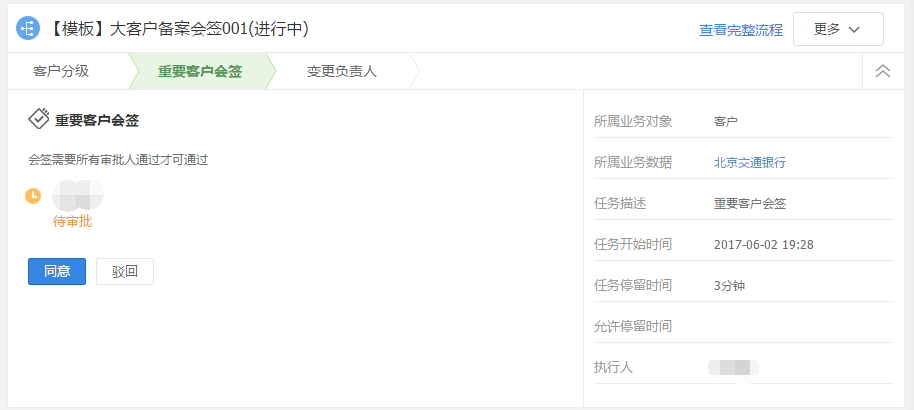 【模板】大客户备案会签001(进行中)
查看完整流程
更多
客户分级
重要客户会签
变更负责人
重要客户会签
会签需要所有审批人通过才可通过
待审批
同意
驳回
所属业务对象 客户
所属业务数据 北京交通银行
任务描述 重要客户会签
任务开始时间 2017-06-02 19:28
任务停留时间 3分钟
允许停留时间
执行人